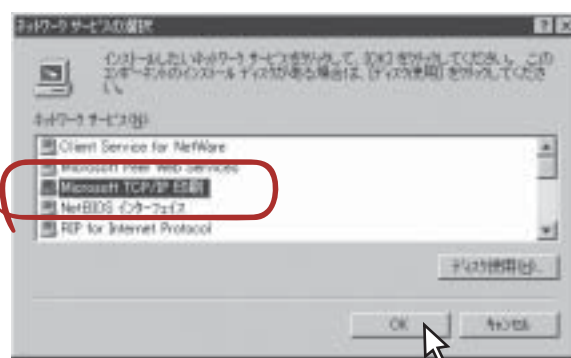 ネットワーク サービスの選択
インストールしたいネットワーク サービスをクリックして、[OK] をクリックしてください。この
コンポーネントのインストール ディスクがある場合は、[ディスク使用] をクリックしてくださ
い。
ネットワーク サービス(N):
Client Service for NetWare
Microsoft Peer Web Services
Microsoft TCP/IP 印刷
NetBIOS インターフェイス
RIP for Internet Protocol
ディスク使用(H)...
OK
キャンセル